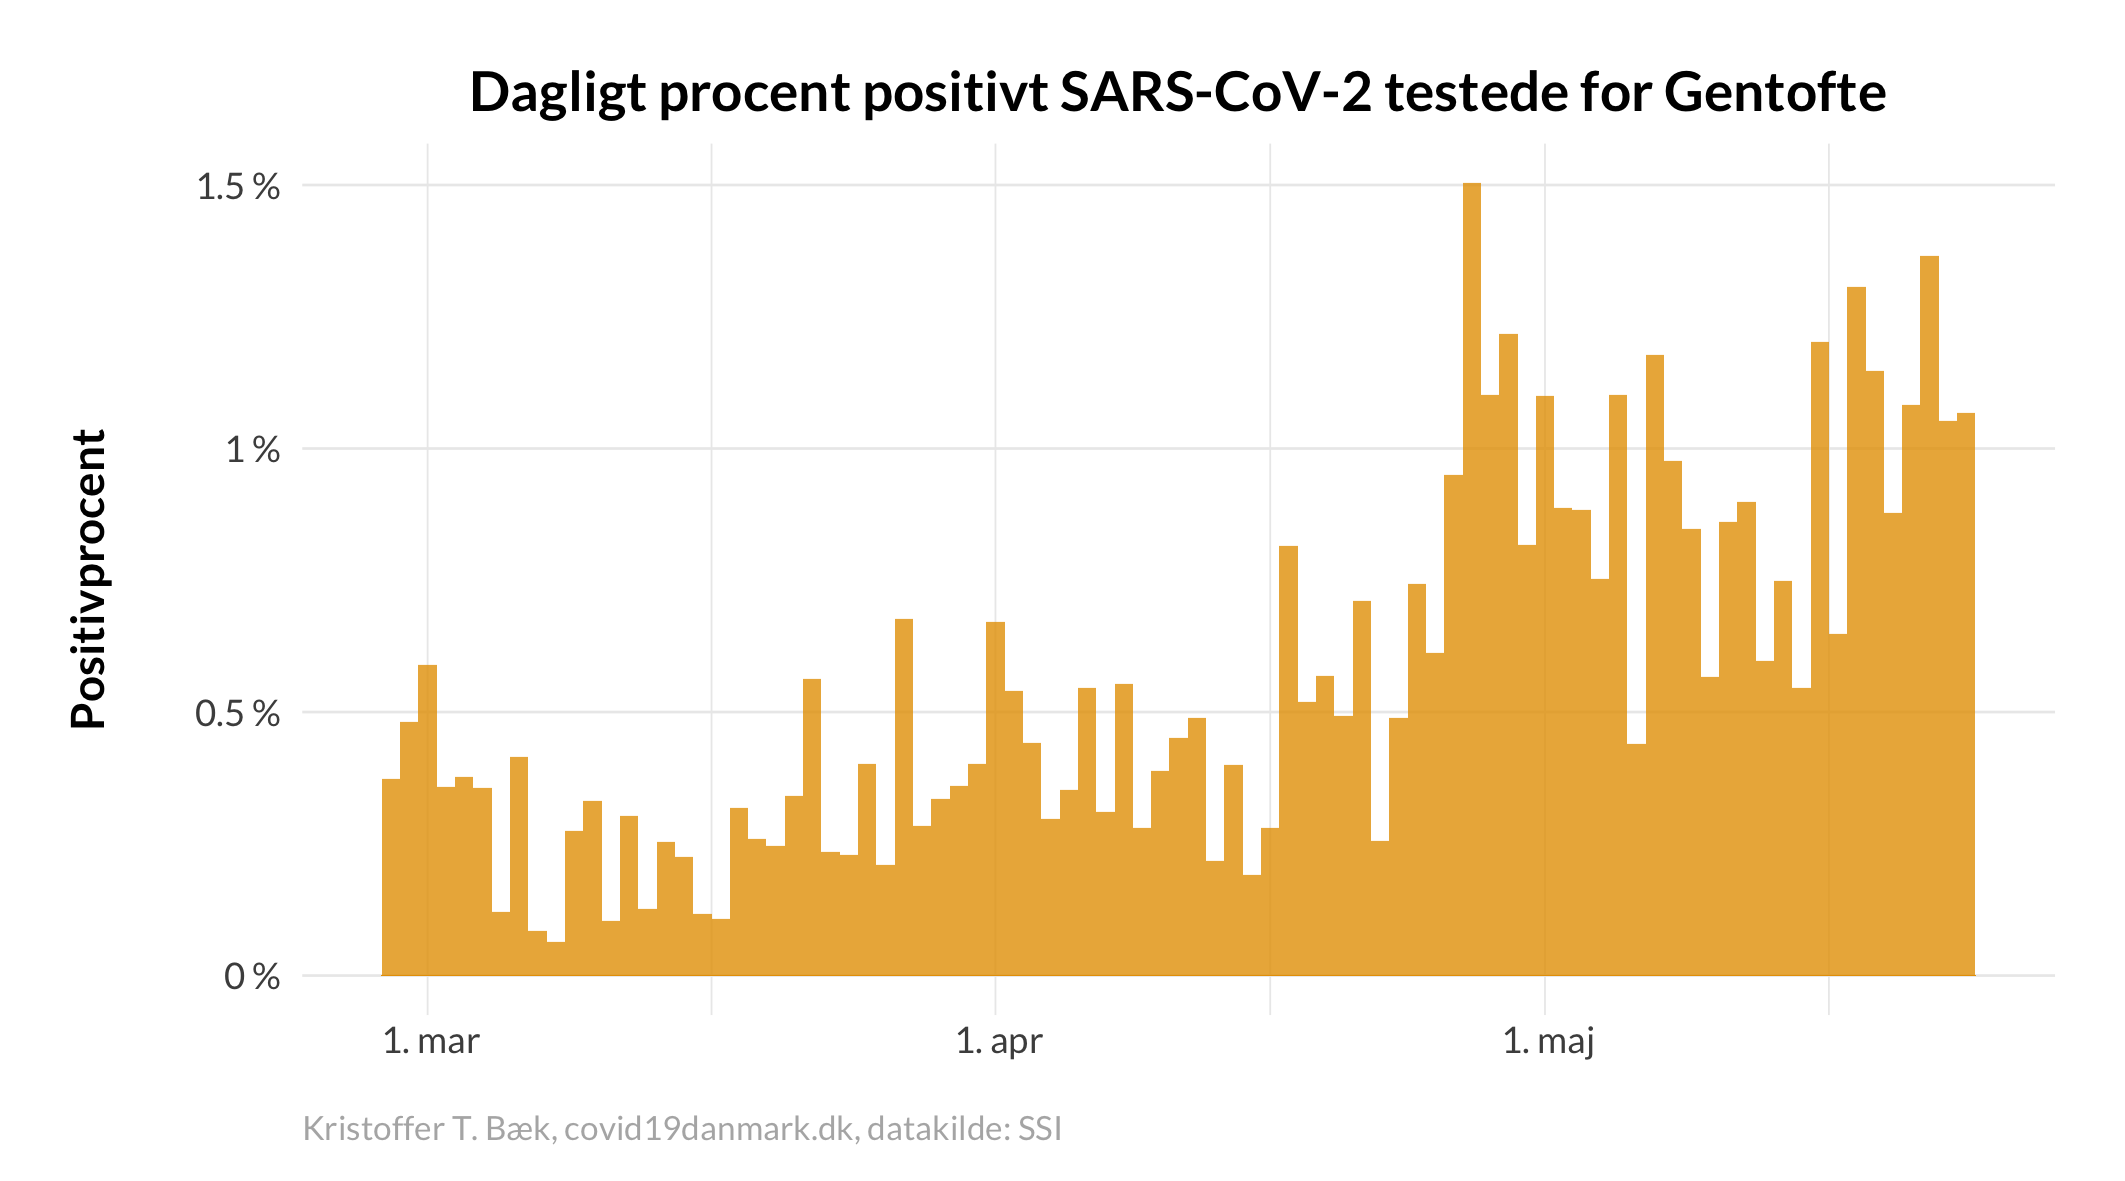 Dagligt procent positivt SARS-CoV-2 testede for Gentofte
Positivprocent
1.5 %
1 %
0.5 %
0 %
1. mar
1. apr
1. maj
Kristoffer T. Bæk, covid19danmark.dk, datakilde: SSI